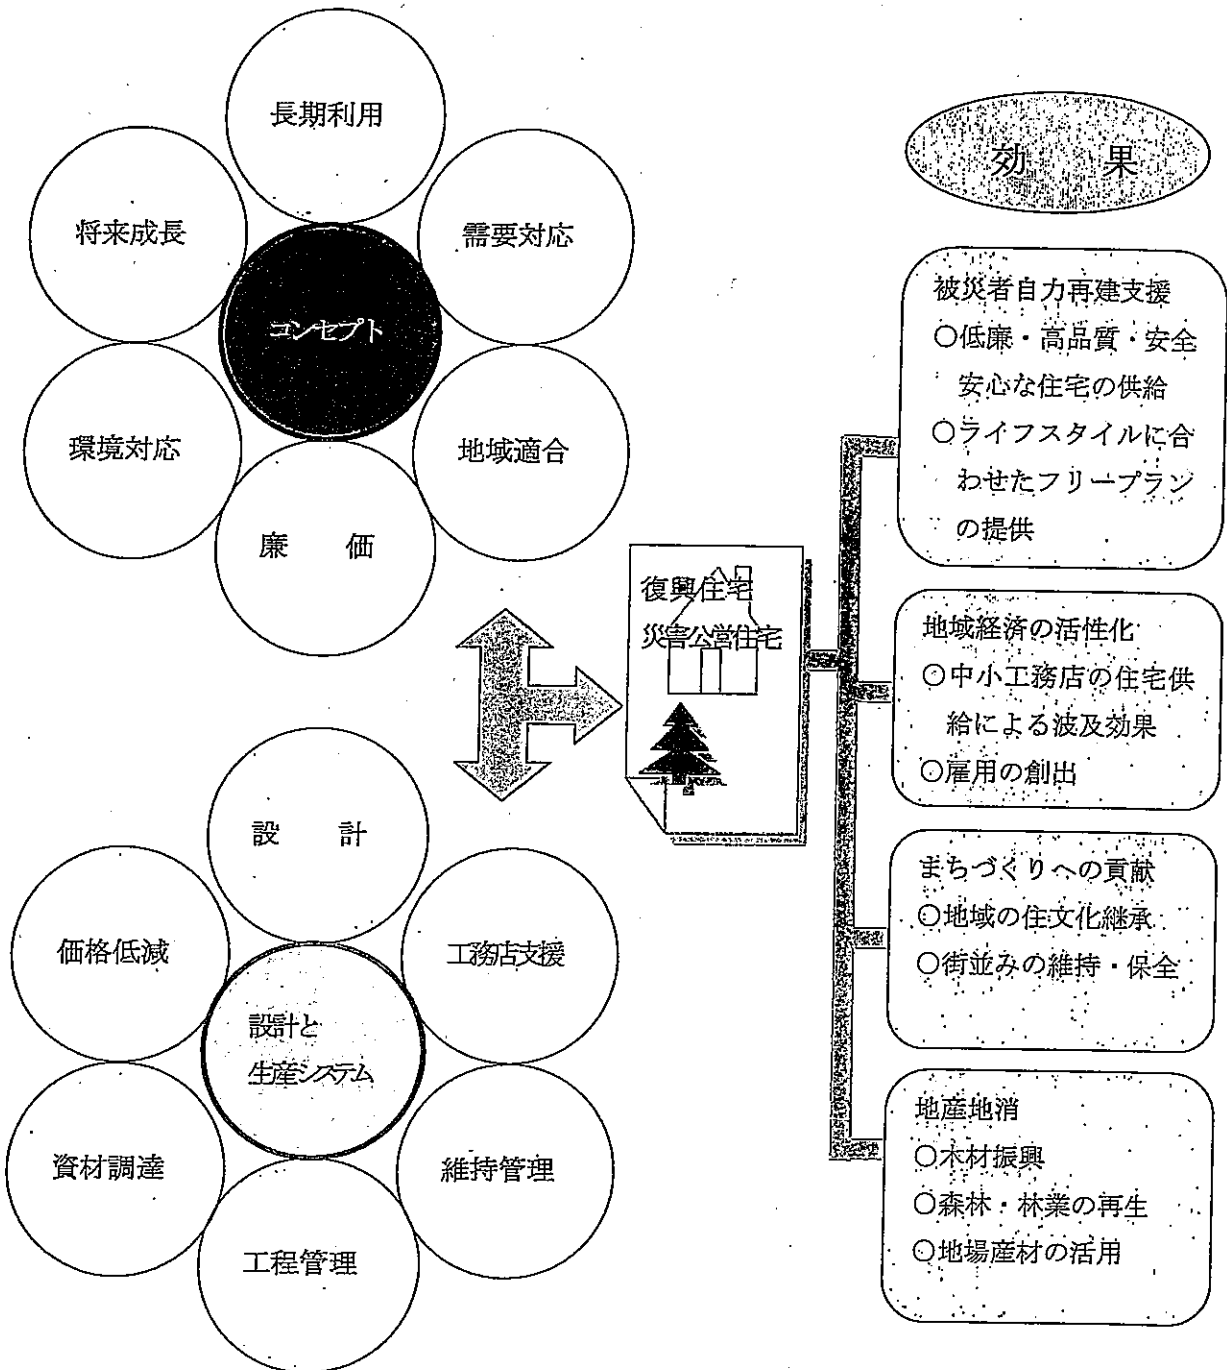 長期利用
将来成長
需要対応
コンセプト
環境対応
地域適合
廉　価
設　計
価格低減
工務店支援
設計と
生産システム
資材調達
維持管理
工程管理
復興住宅
災害公営住宅
効　果
被災者自力再建支援
○低廉・高品質・安全
安心な住宅の供給
○ライフスタイルに合
わせたフリープラン
の提供
地域経済の活性化
○中小工務店の住宅供
給による波及効果
○雇用の創出
まちづくりへの貢献
○地域の住文化継承
○街並みの維持・保全
地産地消
○木材振興
○森林・林業の再生
○地場産材の活用